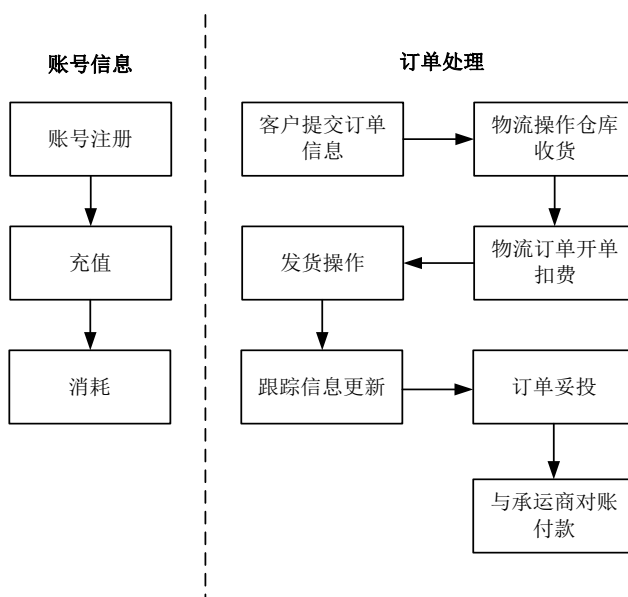 账号信息
账号注册
充值
消耗
订单处理
客户提交订单
信息
物流操作仓库
收货
物流订单开单
扣费
发货操作
跟踪信息更新
订单妥投
与承运商对账
付款